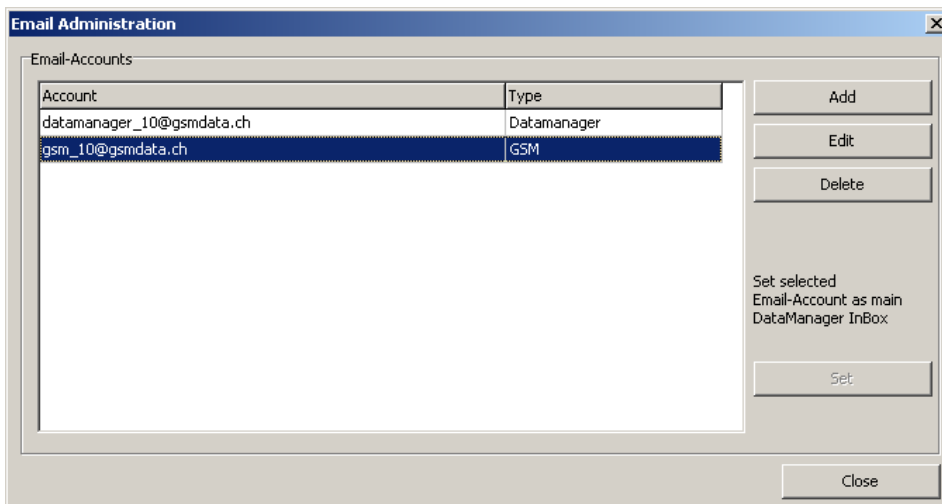 Email Administration
Email-Accounts
Account Type
datamanager_10@gsmdata.ch Datamanager
gsm_10@gsmdata.ch GSM
Add
Edit
Delete
Set selected
Email-Account as main
DataManager InBox
Set
Close